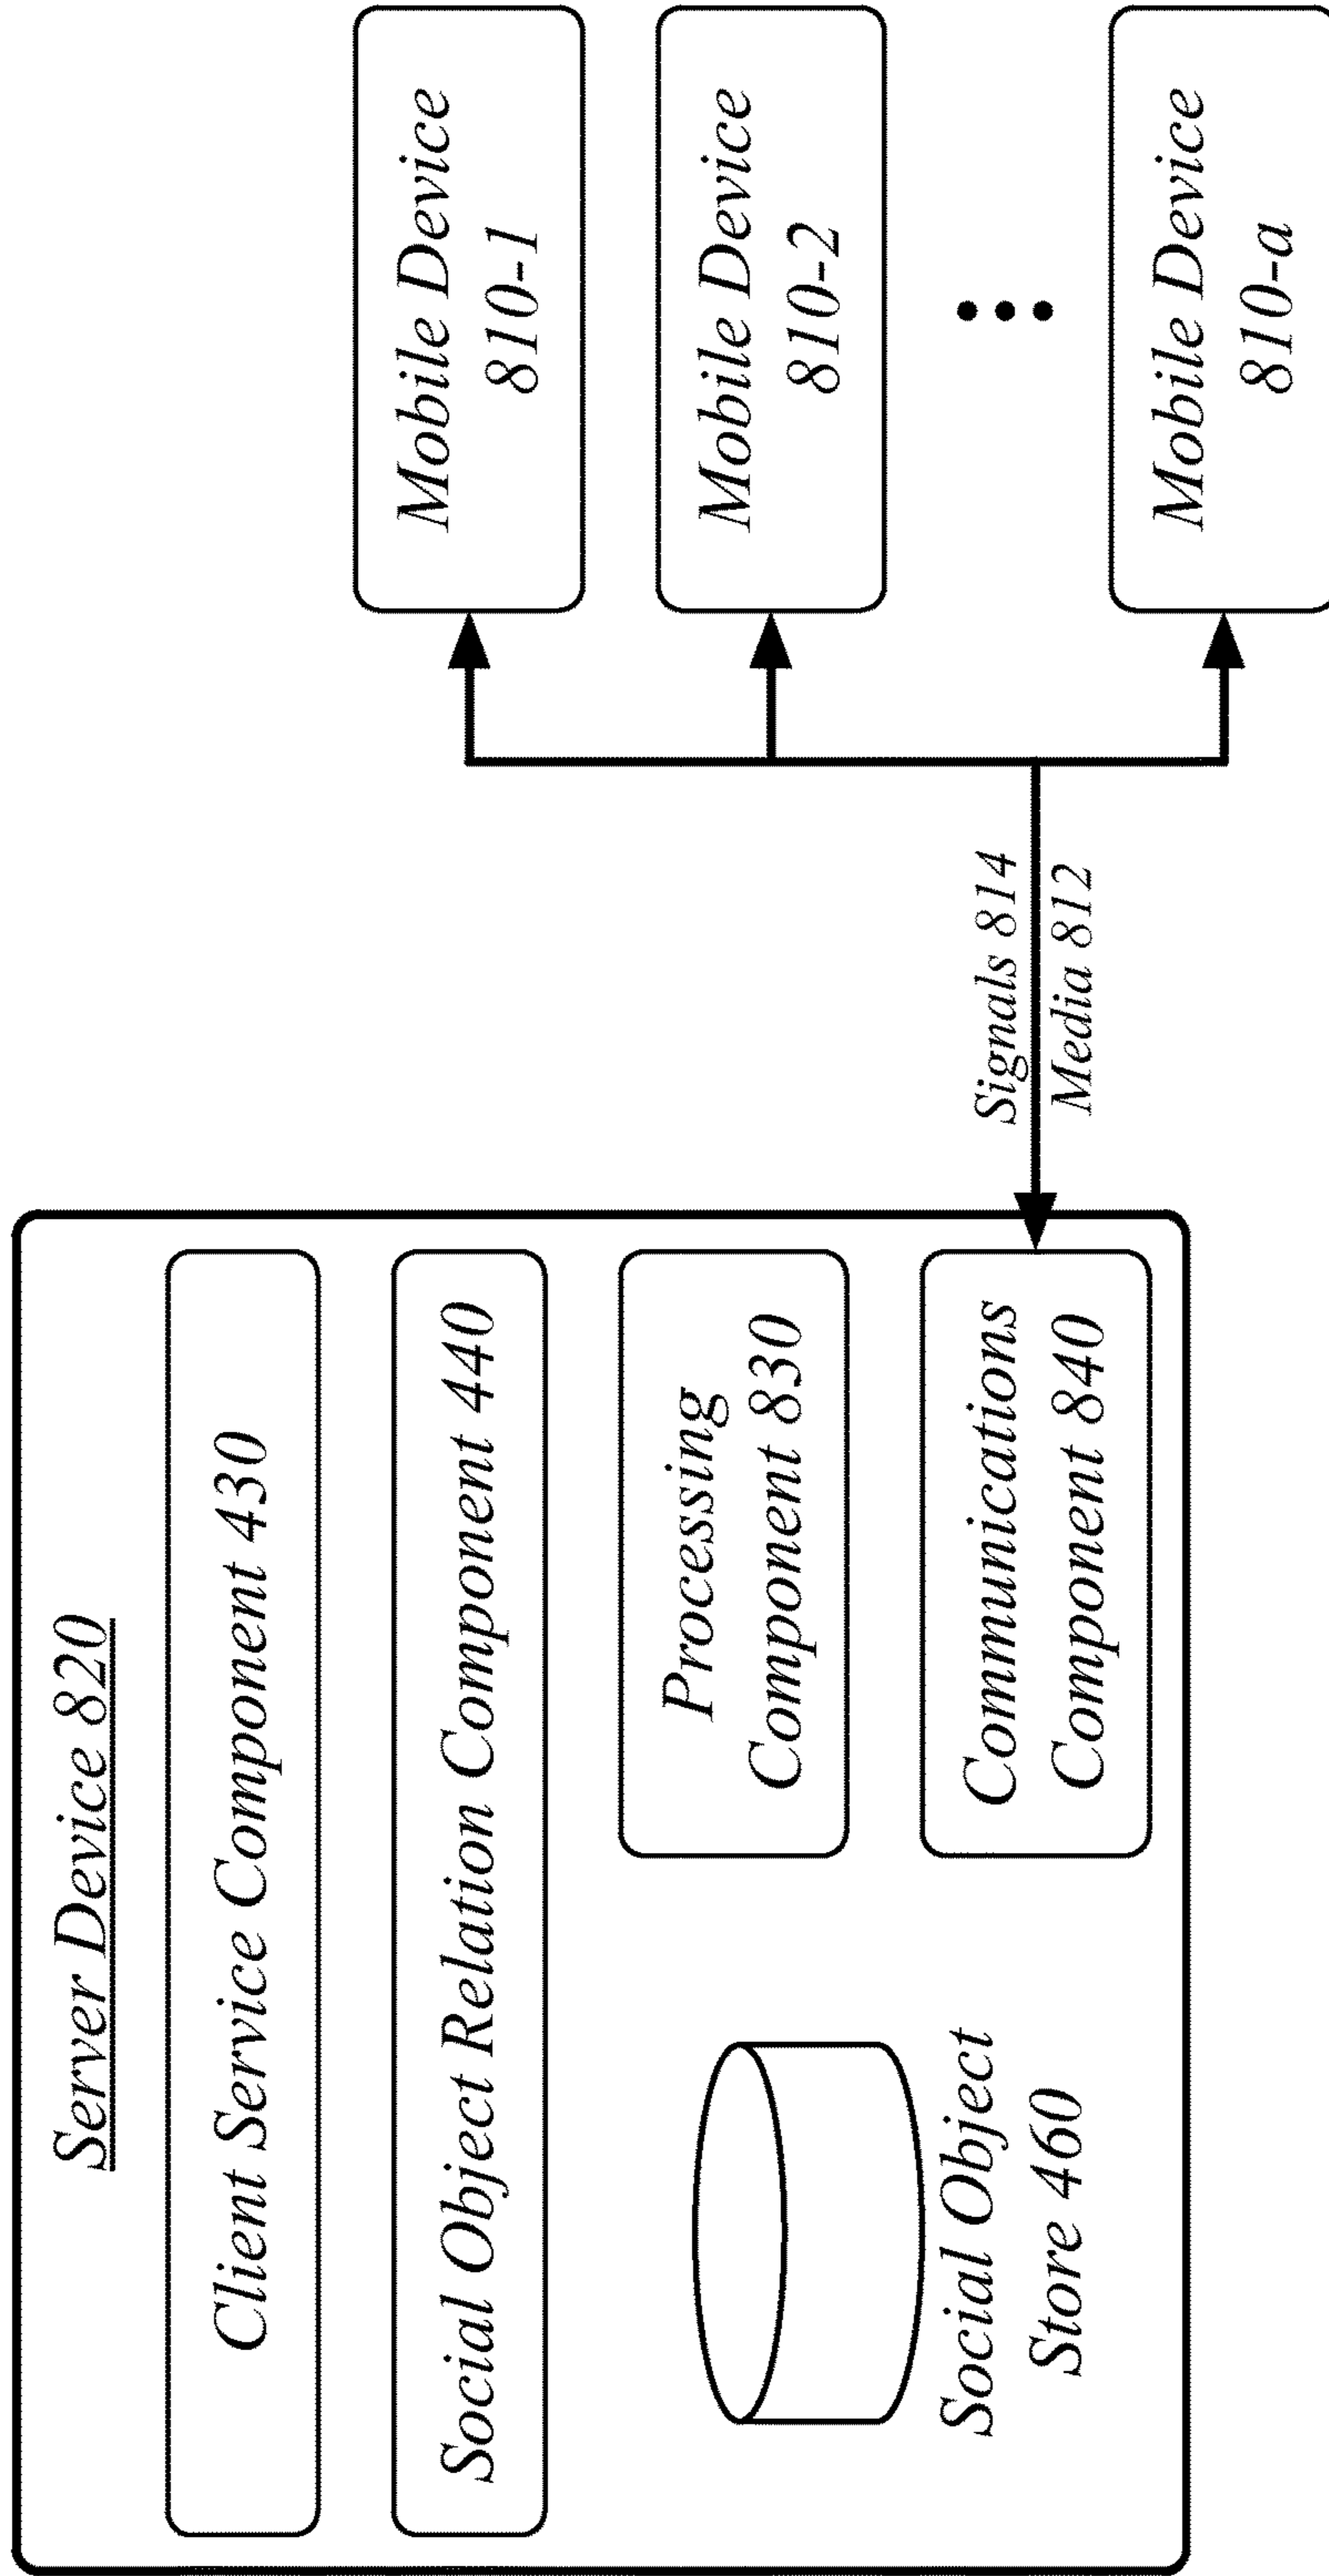 Server Device 820
Client Service Component 430
Social Object Relation Component 440
Social Object
Store 460
Processing
Component 830
Communications
Component 840
Signals 814
Media 812
Mobile Device
810-1
Mobile Device
810-2
Mobile Device
810-a